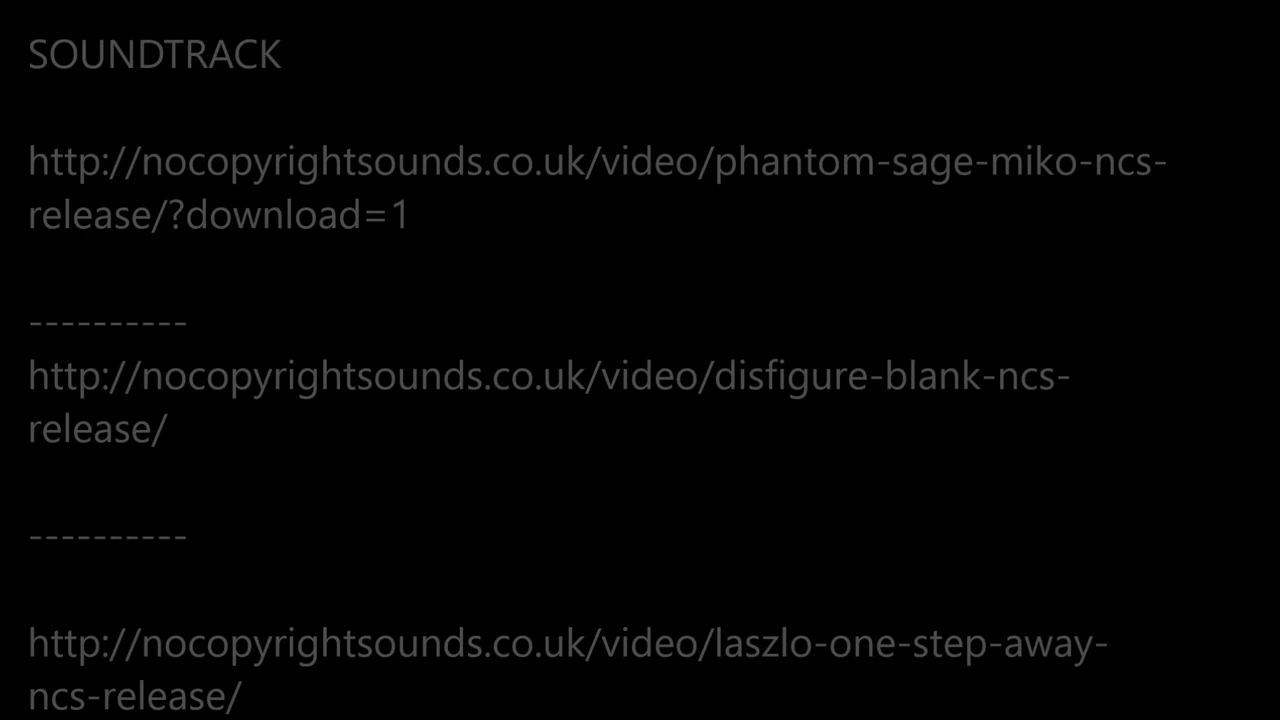 SOUNDTRACK
http://nocopyrightsounds.co.uk/video/phantom-sage-miko-ncs-
release/?download=1
----------
http://nocopyrightsounds.co.uk/video/disfigure-blank-ncs-
release/
----------
http://nocopyrightsounds.co.uk/video/laszlo-one-step-away-
ncs-release/